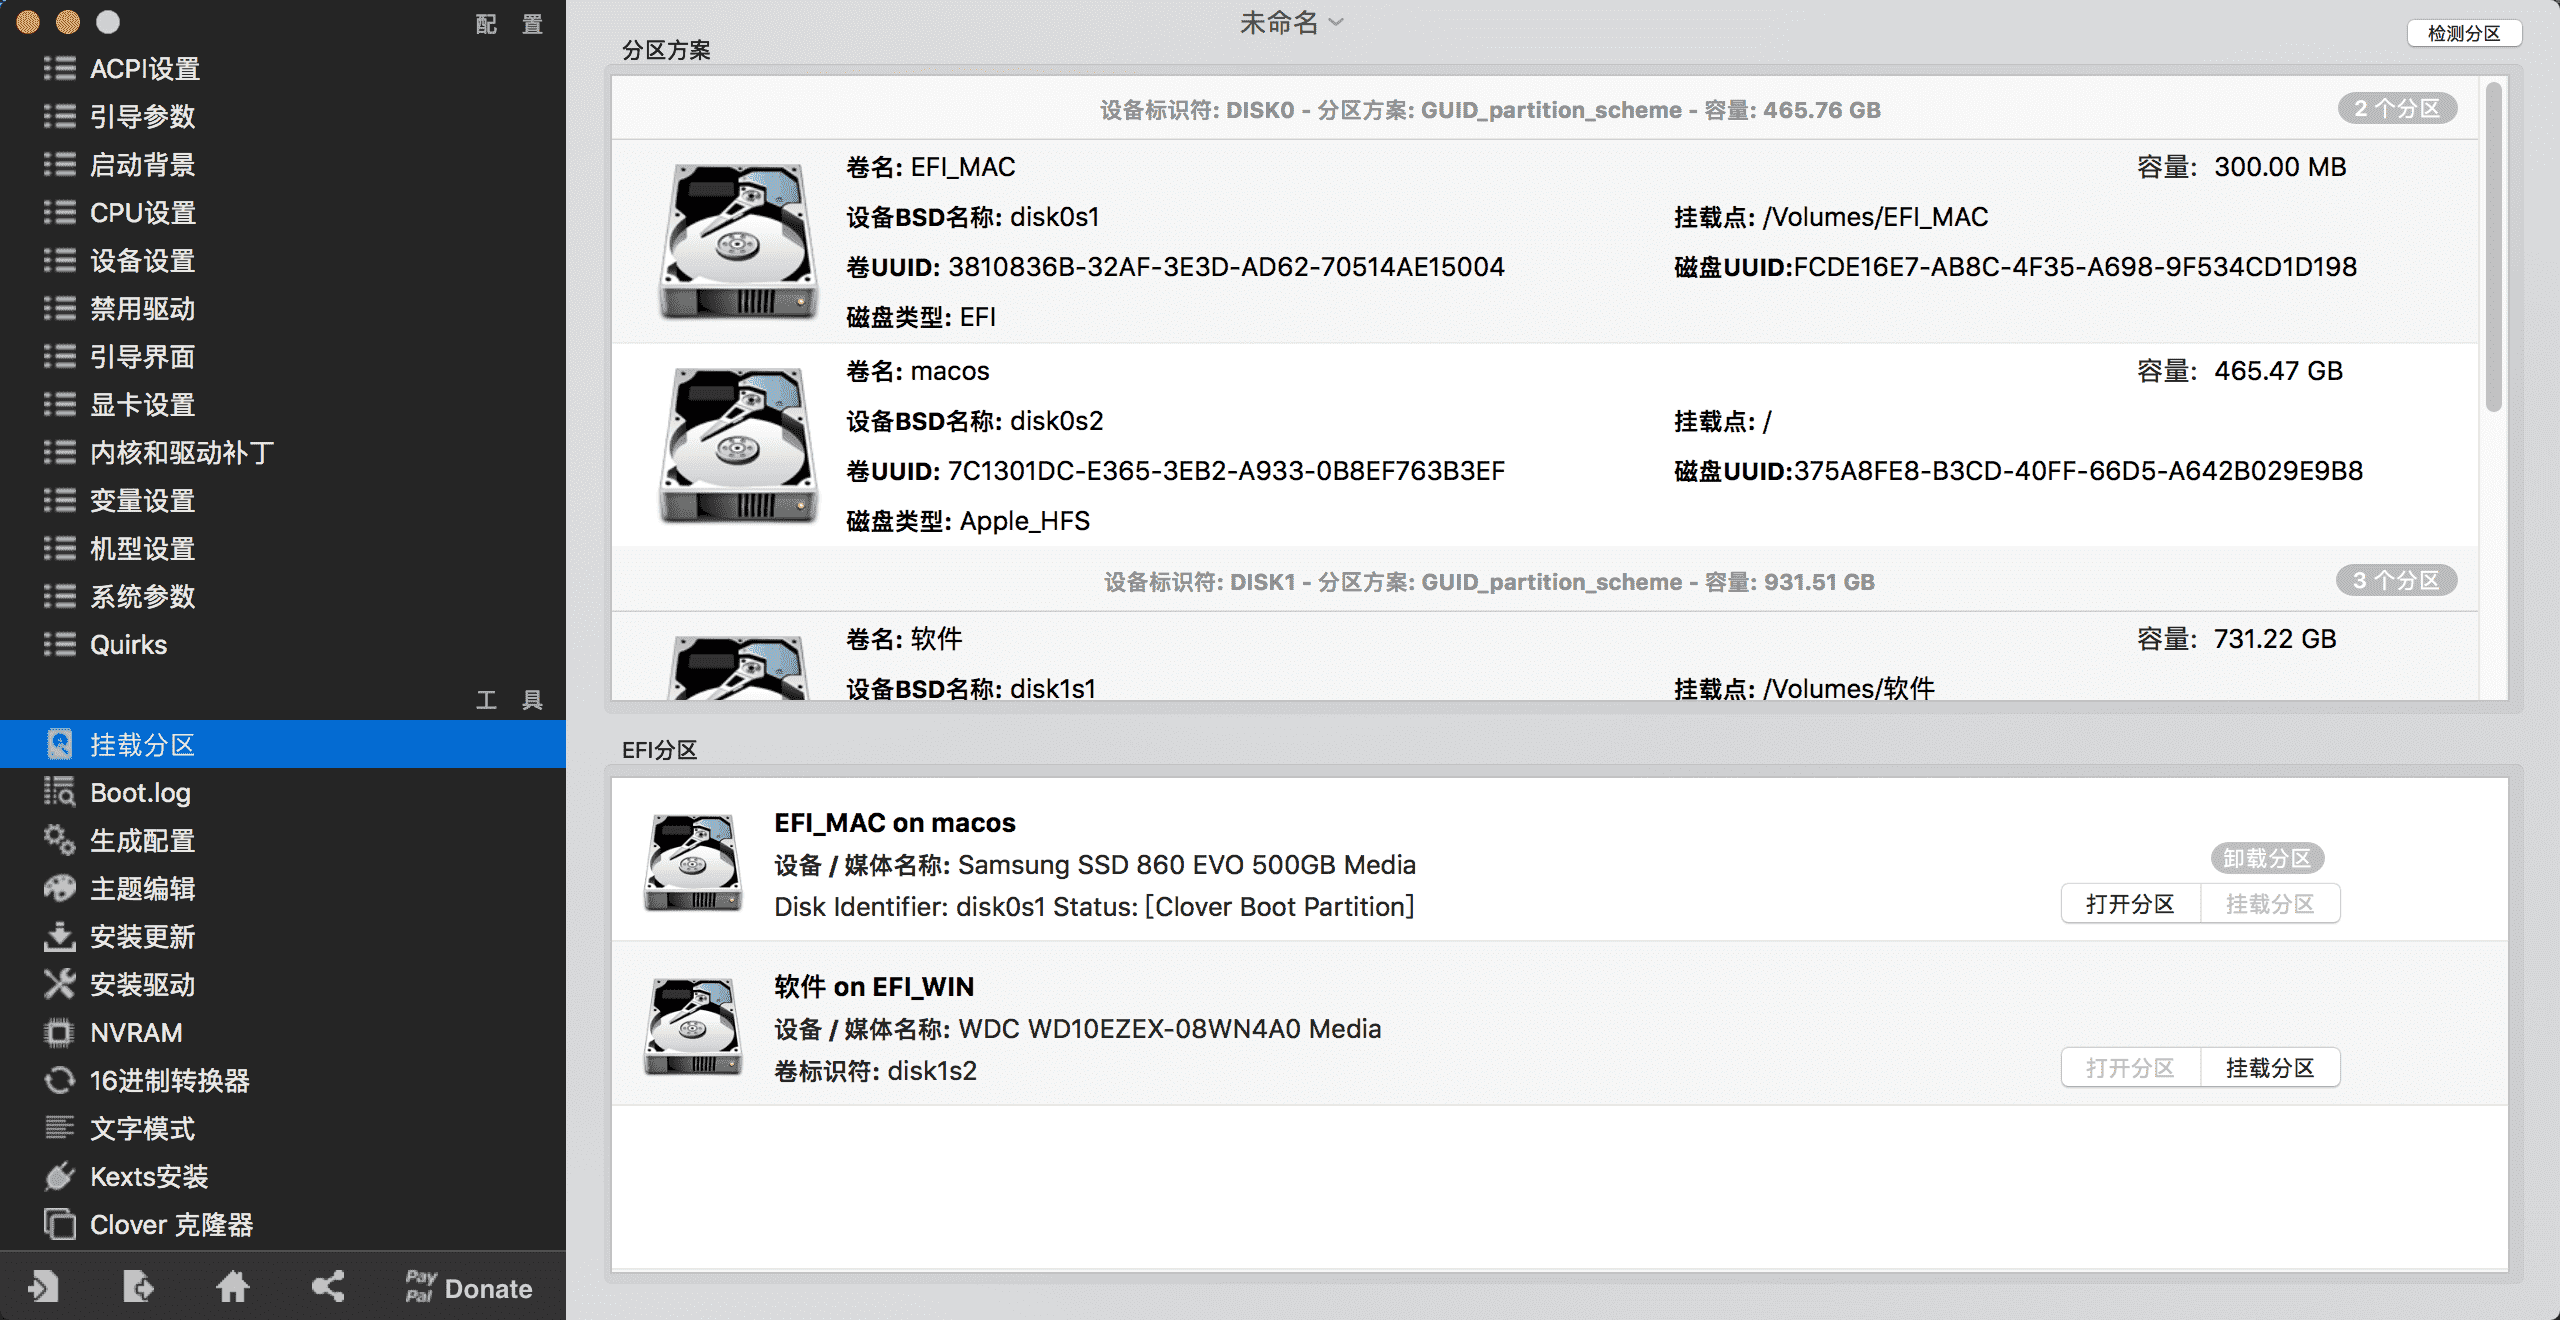 配 置
ACPI设置
引导参数
启动背景
CPU设置
设备设置
禁用驱动
引导界面
显卡设置
内核和驱动补丁
变量设置
机型设置
系统参数
Quirks
工 具
挂载分区
Boot.log
生成配置
主题编辑
安装更新
安装驱动
NVRAM
16进制转换器
文字模式
Kexts安装
Clover 克隆器
Pay
Pal Donate
未命名
分区方案
检测分区
设备标识符: DISK0 - 分区方案: GUID_partition_scheme - 容量: 465.76 GB 2 个分区
卷名: EFI_MAC 容量: 300.00 MB
设备BSD名称: disk0s1 挂载点: /Volumes/EFI_MAC
卷UUID: 3810836B-32AF-3E3D-AD62-70514AE15004 磁盘UUID:FCDE16E7-AB8C-4F35-A698-9F534CD1D198
磁盘类型: EFI
卷名: macos 容量: 465.47 GB
设备BSD名称: disk0s2 挂载点: /
卷UUID: 7C1301DC-E365-3EB2-A933-0B8EF763B3EF 磁盘UUID:375A8FE8-B3CD-40FF-66D5-A642B029E9B8
磁盘类型: Apple_HFS
设备标识符: DISK1 - 分区方案: GUID_partition_scheme - 容量: 931.51 GB 3 个分区
卷名: 软件 容量: 731.22 GB
设备BSD名称: disk1s1 挂载点: /Volumes/软件
EFI分区
EFI_MAC on macos
设备 / 媒体名称: Samsung SSD 860 EVO 500GB Media
卸载分区
Disk Identifier: disk0s1 Status: [Clover Boot Partition] 打开分区 挂载分区
软件 on EFI_WIN
设备 / 媒体名称: WDC WD10EZEX-08WN4A0 Media
卷标识符: disk1s2 打开分区 挂载分区